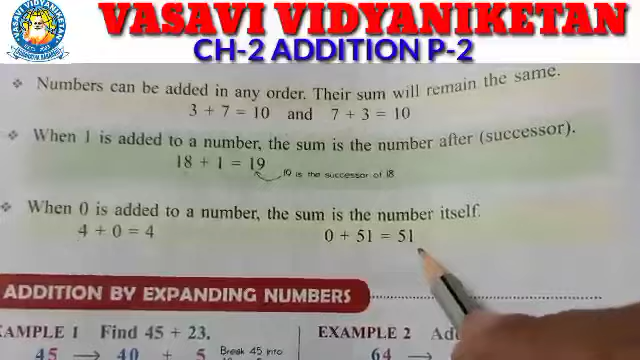 VASAVI VIDYANIKETAN
CH-2 ADDITION P-2
Numbers can be added in any order. Their sum will remain the same.
3 + 7 = 10 and 7 + 3 = 10
When 1 is added to a number, the sum is the number after (successor).
18 + 1 = 19
19 is the successor of 18
When 0 is added to a number, the sum is the number itself.
4 + 0 = 4 0 + 51 = 51
ADDITION BY EXPANDING NUMBERS
EXAMPLE 1 Find 45 + 23. EXAMPLE 2
45 → 40 + 5 Break 45 into 64 →